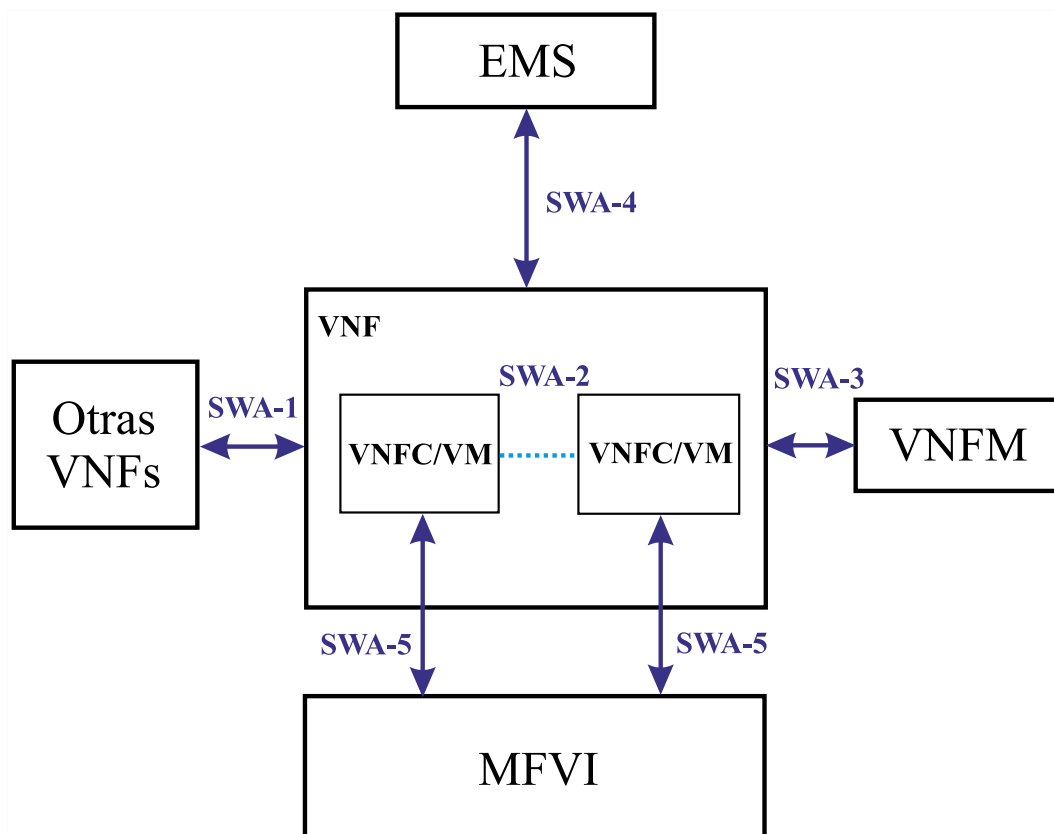 EMS
SWA-4
VNF
SWA-2
SWA-3
SWA-1
Otras
VNFs
VNFC/VM
VNFC/VM
VNFM
SWA-5
SWA-5
MFVI